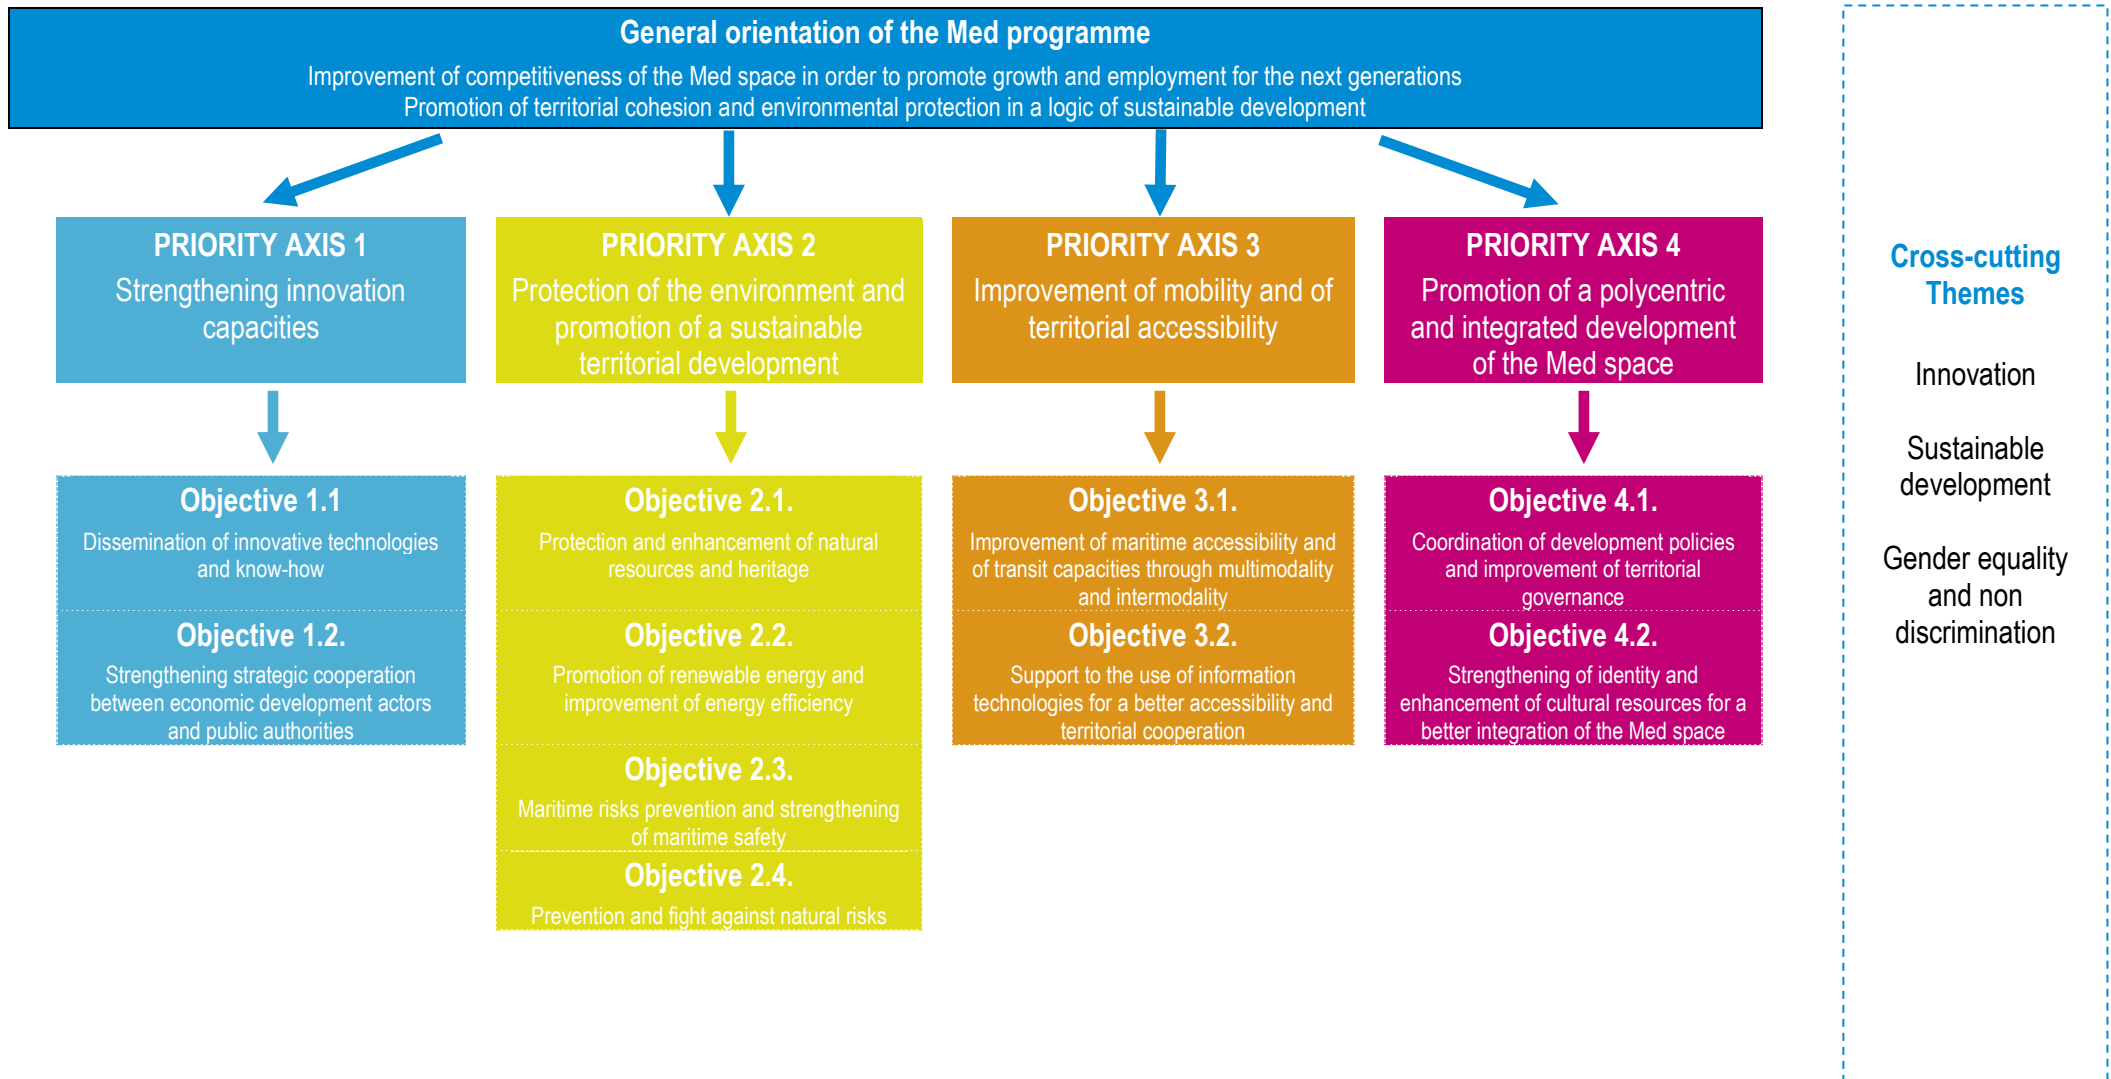 General orientation of the Med programme
Improvement of competitiveness of the Med space in order to promote growth and employment for the next generations
Promotion of territorial cohesion and environmental protection in a logic of sustainable development
PRIORITY AXIS 1
Strengthening innovation
capacities
PRIORITY AXIS 2
Protection of the environment and
promotion of a sustainable
territorial development
PRIORITY AXIS 3
Improvement of mobility and of
territorial accessibility
PRIORITY AXIS 4
Promotion of a polycentric
and integrated development
of the Med space
Objective 1.1
Dissemination of innovative technologies
and know-how
Objective 1.2.
Strengthening strategic cooperation
between economic development actors
and public authorities
Objective 2.1.
Protection and enhancement of natural
resources and heritage
Objective 2.2.
Promotion of renewable energy and
improvement of energy efficiency
Objective 2.3.
Maritime risks prevention and strengthening
of maritime safety
Objective 2.4.
Prevention and fight against natural risks
Objective 3.1.
Improvement of maritime accessibility and
of transit capacities through multimodality
and intermodality
Objective 3.2.
Support to the use of information
technologies for a better accessibility and
territorial cooperation
Objective 4.1.
Coordination of development policies
and improvement of territorial
governance
Objective 4.2.
Strengthening of identity and
enhancement of cultural resources for a
better integration of the Med space
Cross-cutting
Themes
Innovation
Sustainable
development
Gender equality
and non
discrimination